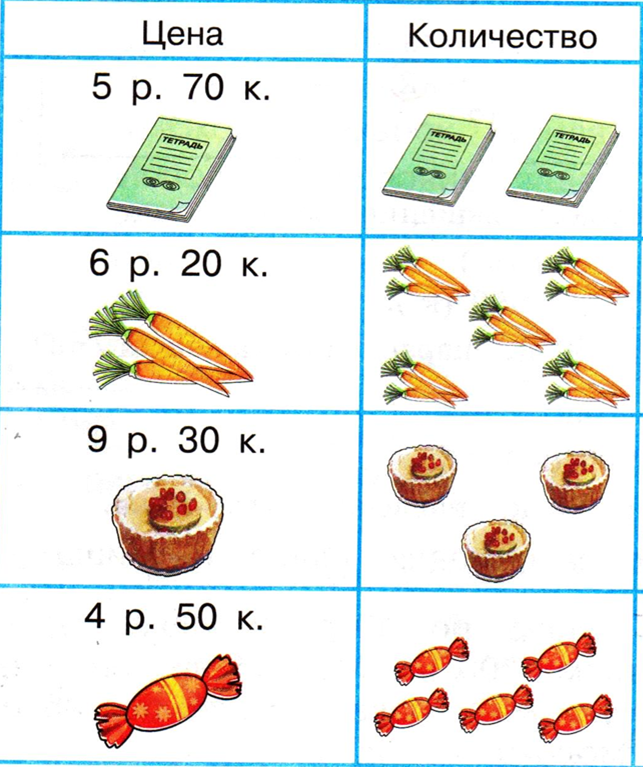 Цена Количество
5 р. 70 к.
ТЕТРАДЬ
ТЕТРАДЬ ТЕТРАДЬ
6 р. 20 к.
9 р. 30 к.
4 р. 50 к.